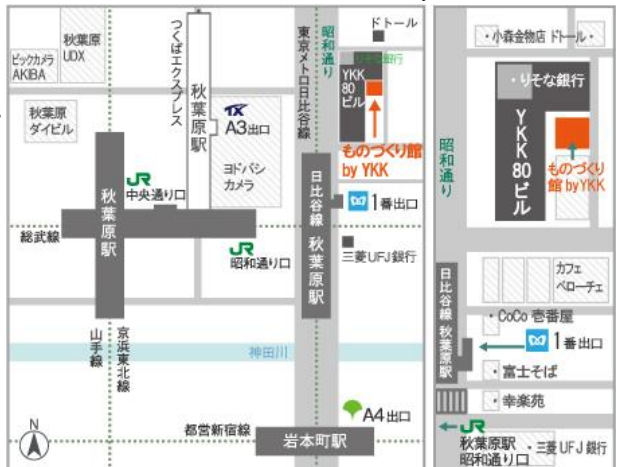 ドトール
秋葉原
UDX
ビックカメラ
AKIBA
つくばエクスプレス
秋葉原駅
東京メトロ日比谷線
昭和通り
りそな銀行
YKK
80
ビル
秋葉原
ダイビル
TX
A3出口
ヨドバシ
カメラ
ものづくり館
by YKK
JR
中央通り口
秋葉原駅
日比谷線 秋葉原駅
1番出口
総武線
JR
昭和通り口
三菱UFJ銀行
山手線
京浜東北線
神田川
N
A4出口
都営新宿線
岩本町駅
・小森金物店 ドトール・
・りそな銀行
YKK80ビル
昭和通り
ものづくり
館 by YKK
カフェ
ベローチェ
日比谷線 秋葉原駅
・CoCo 壱番屋
1番出口
・富士そば
・幸楽苑
JR
秋葉原駅
昭和通り口
・三菱UFJ銀行